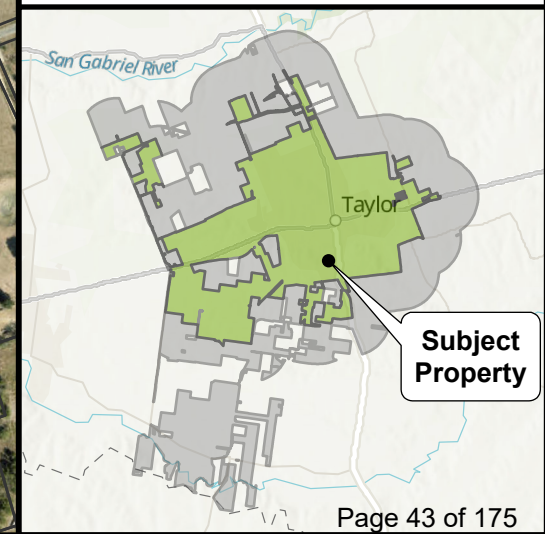 San Gabriel River
Taylor
Subject
Property
Page 43 of 175